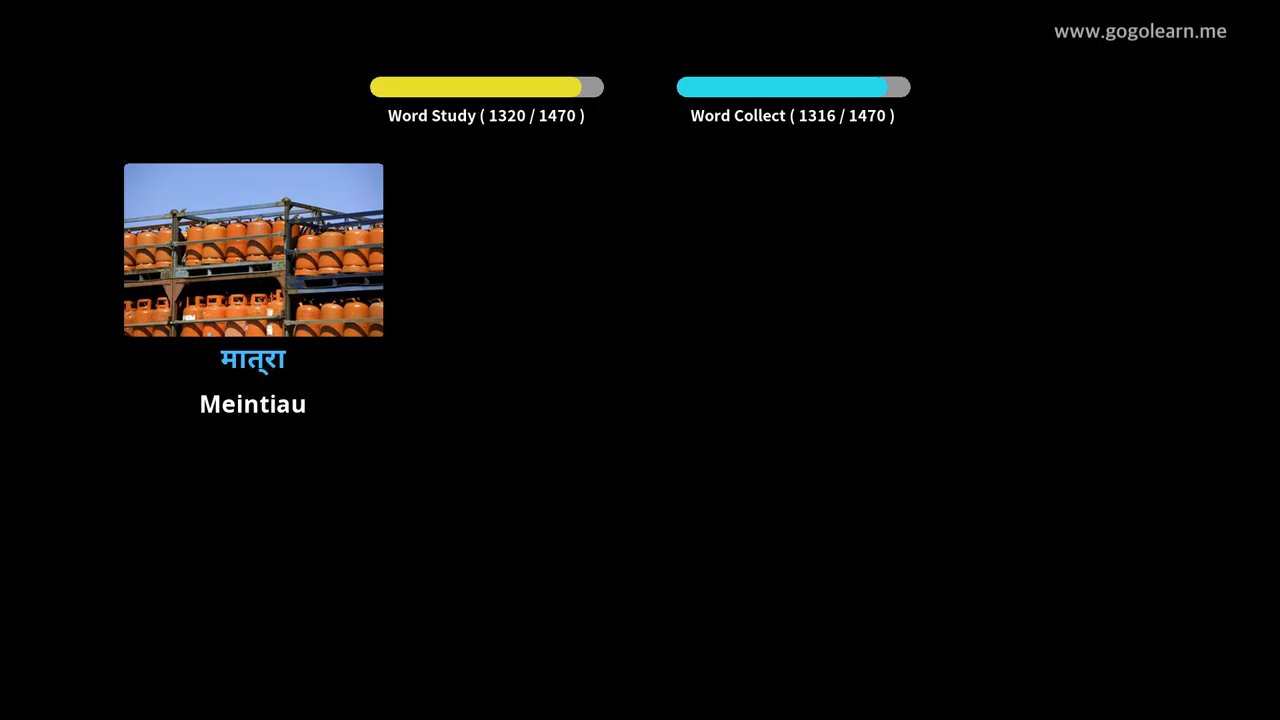 www.gogolearn.me
Word Study ( 1320 / 1470 )
Word Collect ( 1316 / 1470 )
मात्रा
Meintiau